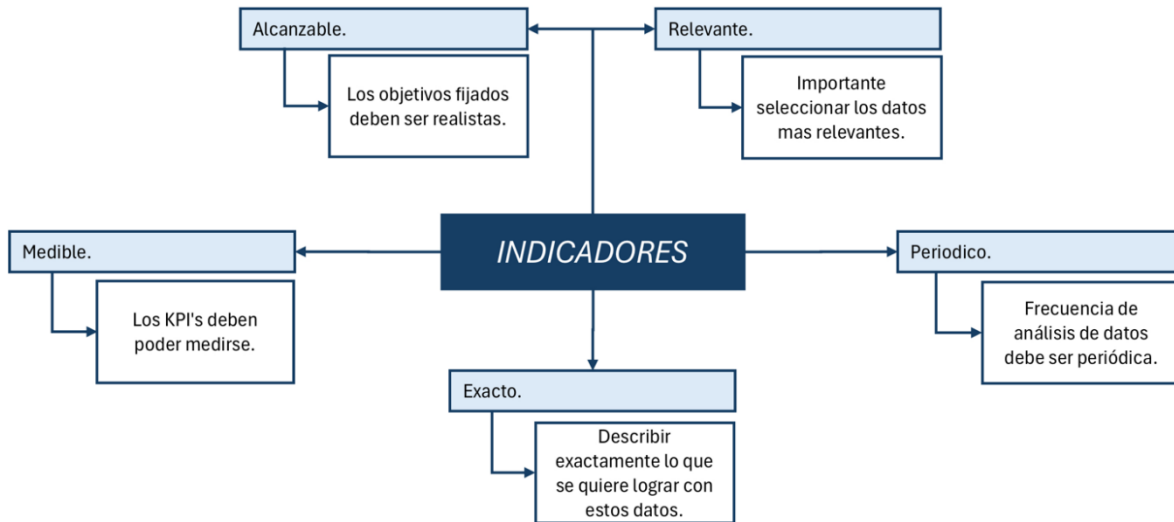 Alcanzable.
Relevante.
Los objetivos fijados
deben ser realistas.
Importante
seleccionar los datos
mas relevantes.
INDICADORES
Medible.
Periodico.
Los KPI's deben
poder medirse.
Frecuencia de
análisis de datos
debe ser periódica.
Exacto.
Describir
exactamente lo que
se quiere lograr con
estos datos.